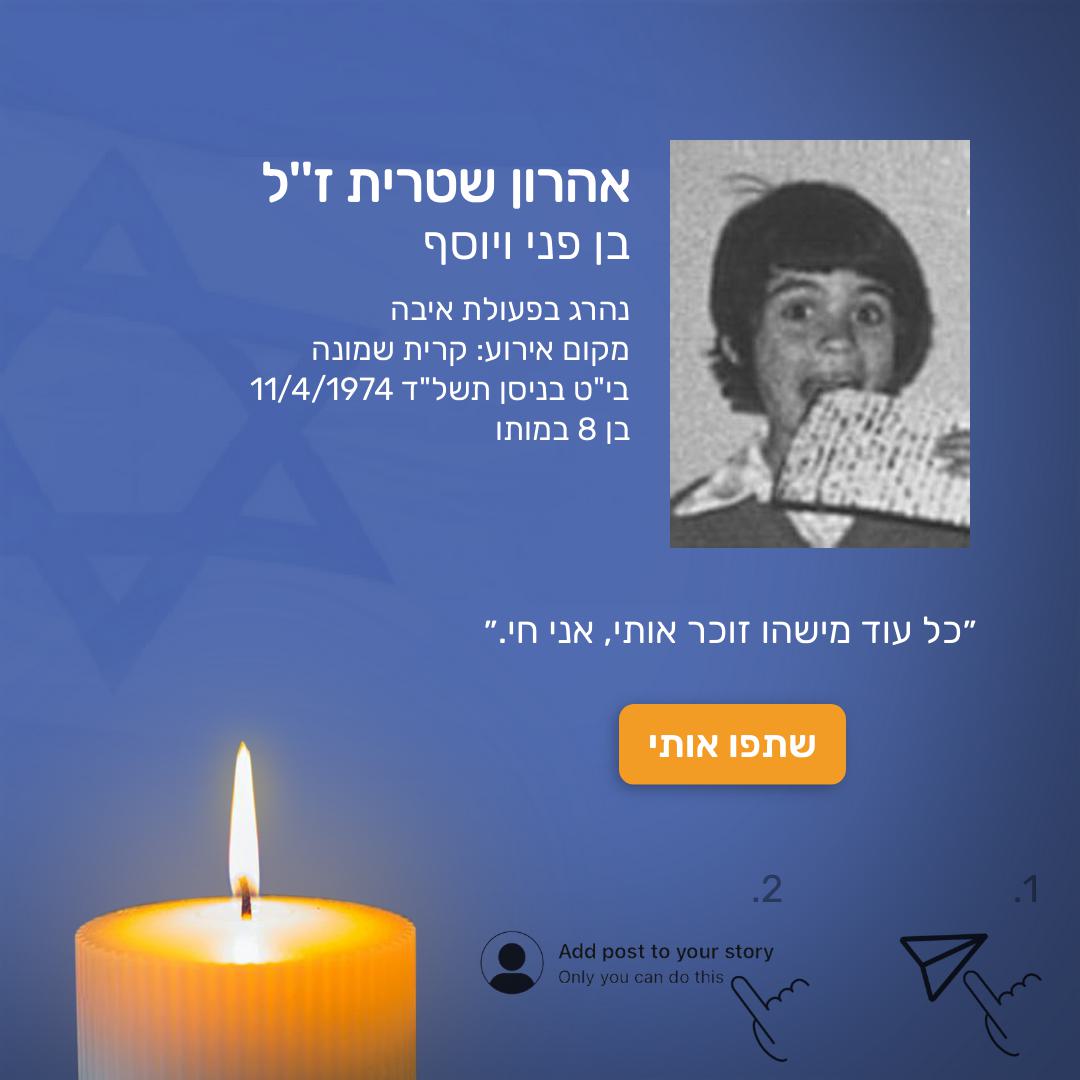 אהרון שטרית ז"ל
בן פני ויוסף
נהרג בפעולת איבה
מקום אירוע: קרית שמונה
בי"ט בניסן תשל"ד 11/4/1974
בן 8 במותו
״כל עוד מישהו זוכר אותי, אני חי.״
שתפו אותי
1.
2.
Add post to your story
Only you can do this